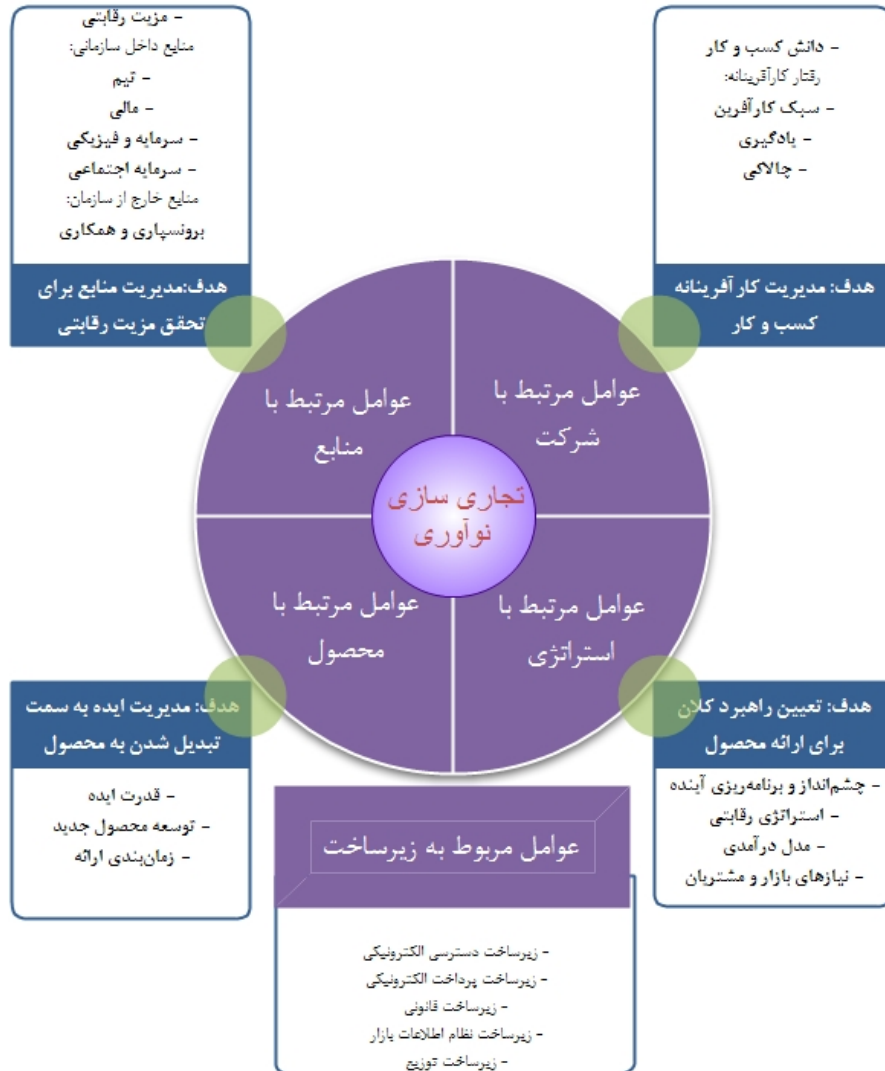 - دانش کسب و کار
رقتار کارآفرینانه:
- سبک کارآفرین
- یادگیری
- چالاکی
هدف: مدیریت کارآفرینانه
کسب و کار
- مزیت رقابتی
منابع داخل سازمانی:
- تیم
- مالی
- سرمایه و فیزیکی
- سرمایه اجتماعی
منابع خارج از سازمان:
برونسپاری و همکاری
هدف:مدیریت منابع برای
تحقق مزیت رقابتی
عوامل مرتبط با
شرکت
عوامل مرتبط با
منابع
تجاری سازی
نوآوری
عوامل مرتبط با
استراتژی
عوامل مرتبط با
محصول
هدف: تعیین راهبرد کلان
برای ارائه محصول
- چشم‌انداز و برنامه‌ریزی آینده
- استراتژی رقابتی
- مدل درآمدی
- نیازهای بازار و مشتریان
هدف: مدیریت ایده به سمت
تبدیل شدن به محصول
- قدرت ایده
- توسعه محصول جدید
- زمان‌بندی ارائه
عوامل مربوط به زیرساخت
- زیرساخت دسترسی الکترونیکی
- زیرساخت پرداخت الکترونیکی
- زیرساخت قانونی
- زیرساخت نظام اطلاعات بازار
- زیرساخت توزیع